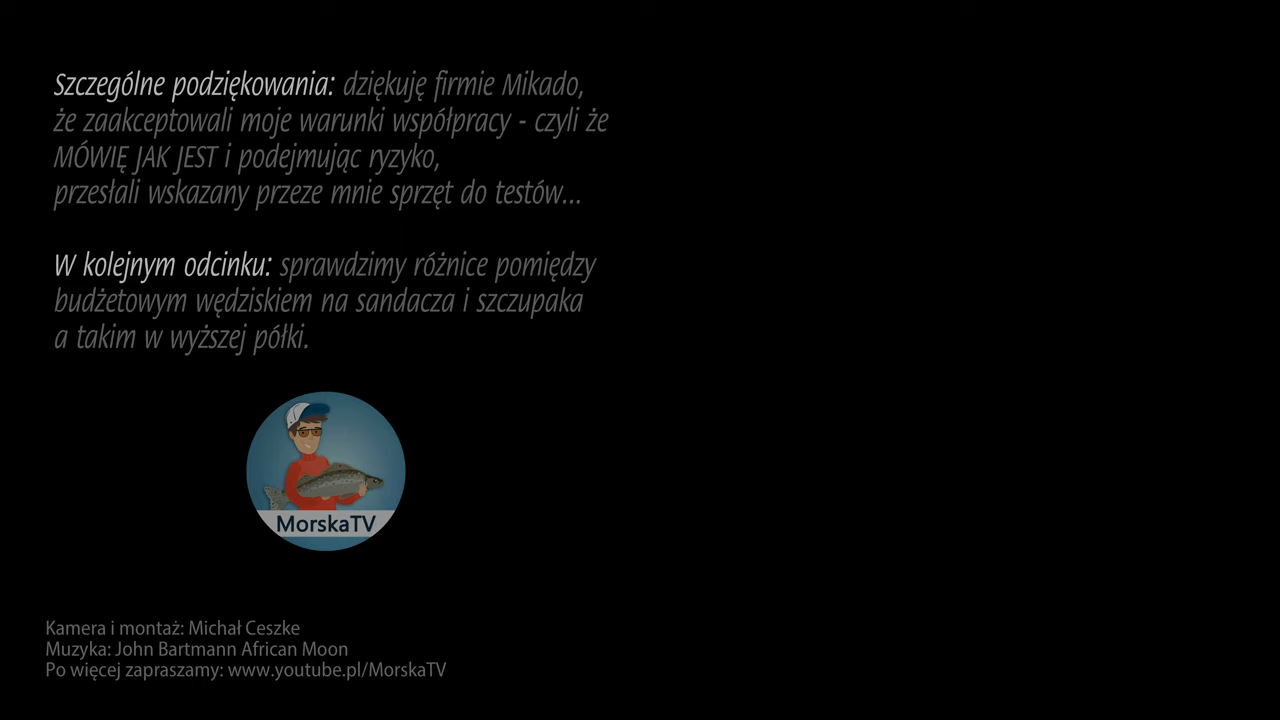 Szczególne podziękowania: dziękuję firmie Mikado,
że zaakceptowali moje warunki współpracy - czyli że
MÓWIĘ JAK JEST i podejmując ryzyko,
przesłali wskazany przeze mnie sprzęt do testów...
W kolejnym odcinku: sprawdzimy różnice pomiędzy
budżetowym wędziskiem na sandacza i szczupaka
a takim w wyższej półki.
MorskaTV
Kamera i montaż: Michał Ceszke
Muzyka: John Bartmann African Moon
Po więcej zapraszamy: www.youtube.pl/MorskaTV